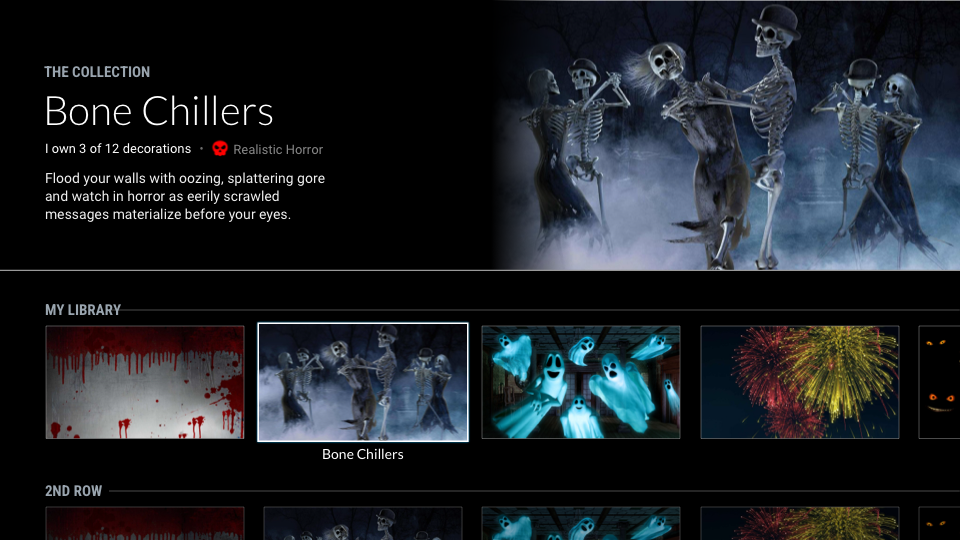 THE COLLECTION
Bone Chillers
I own 3 of 12 decorations • Realistic Horror
Flood your walls with oozing, splattering gore
and watch in horror as eerily scrawled
messages materialize before your eyes.
MY LIBRARY
Bone Chillers
2ND ROW